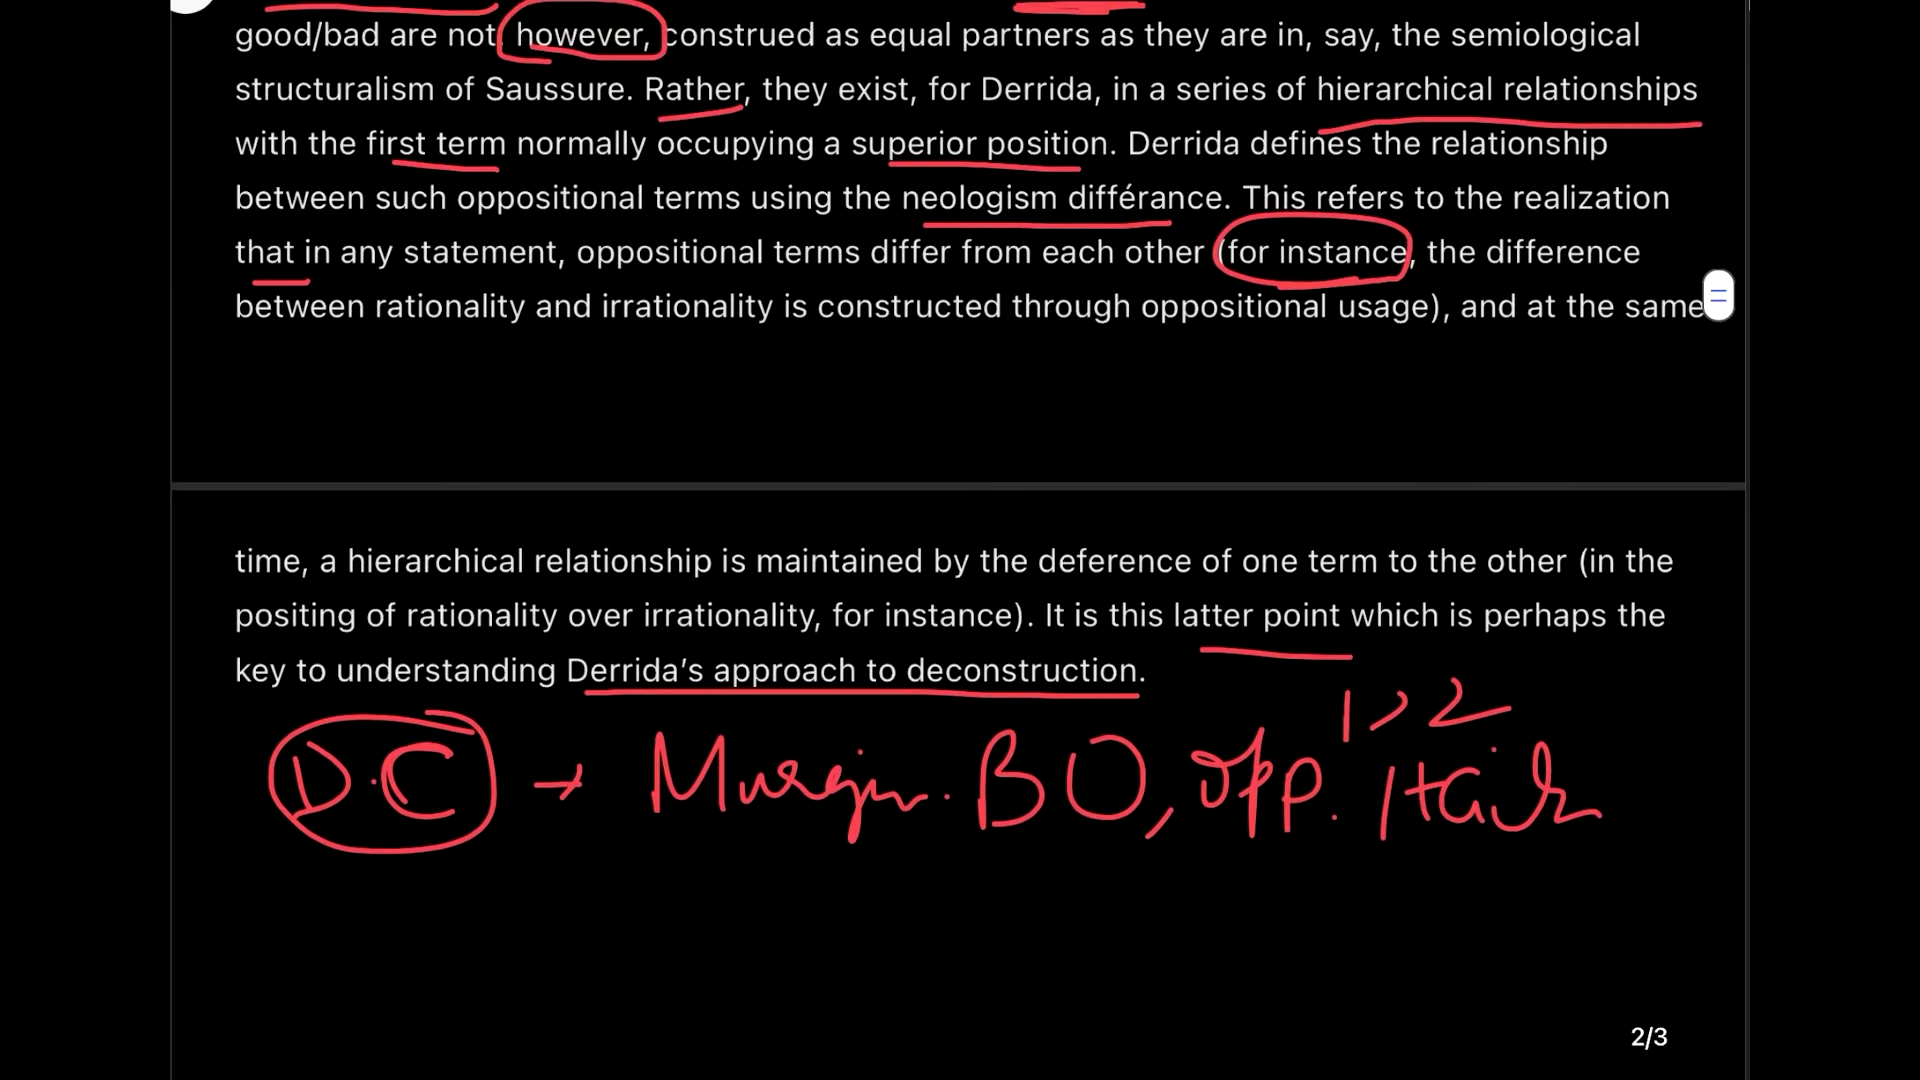 good/bad are not, however, construed as equal partners as they are in, say, the semiological
structuralism of Saussure. Rather, they exist, for Derrida, in a series of hierarchical relationships
with the first term normally occupying a superior position. Derrida defines the relationship
between such oppositional terms using the neologism différance. This refers to the realization
that in any statement, oppositional terms differ from each other (for instance, the difference
between rationality and irrationality is constructed through oppositional usage), and at the same
time, a hierarchical relationship is maintained by the deference of one term to the other (in the
positing of rationality over irrationality, for instance). It is this latter point which is perhaps the
key to understanding Derrida's approach to deconstruction.
1 > 2
D.C → BO, opp.
2/3